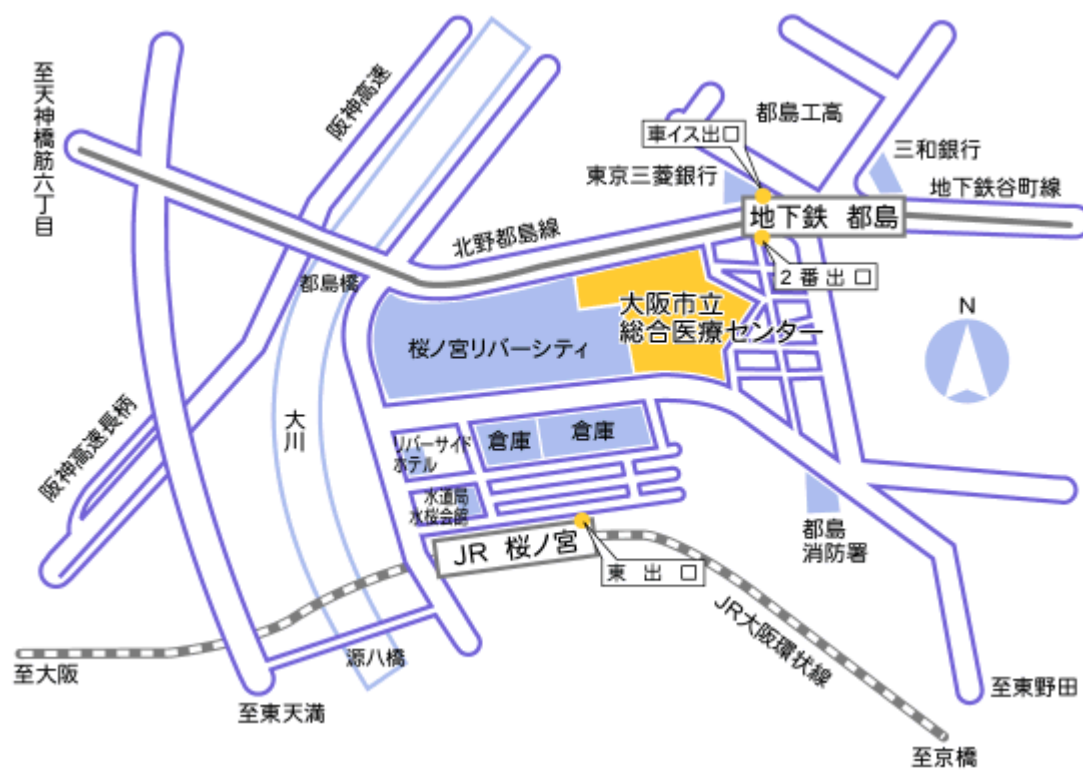 至天神橋筋六丁目
阪神高速
都島工高
車イス出口
三和銀行
東京三菱銀行
地下鉄谷町線
地下鉄 都島
北野都島線
2番出口
都島橋
大阪市立
総合医療センター
N
桜ノ宮リバーシティ
大川
阪神高速長柄
リバーサイド
ホテル
倉庫
倉庫
水道局
水桜会館
都島
消防署
JR 桜ノ宮
東出口
JR大阪環状線
源八橋
至大阪
至東天満
至東野田
至京橋